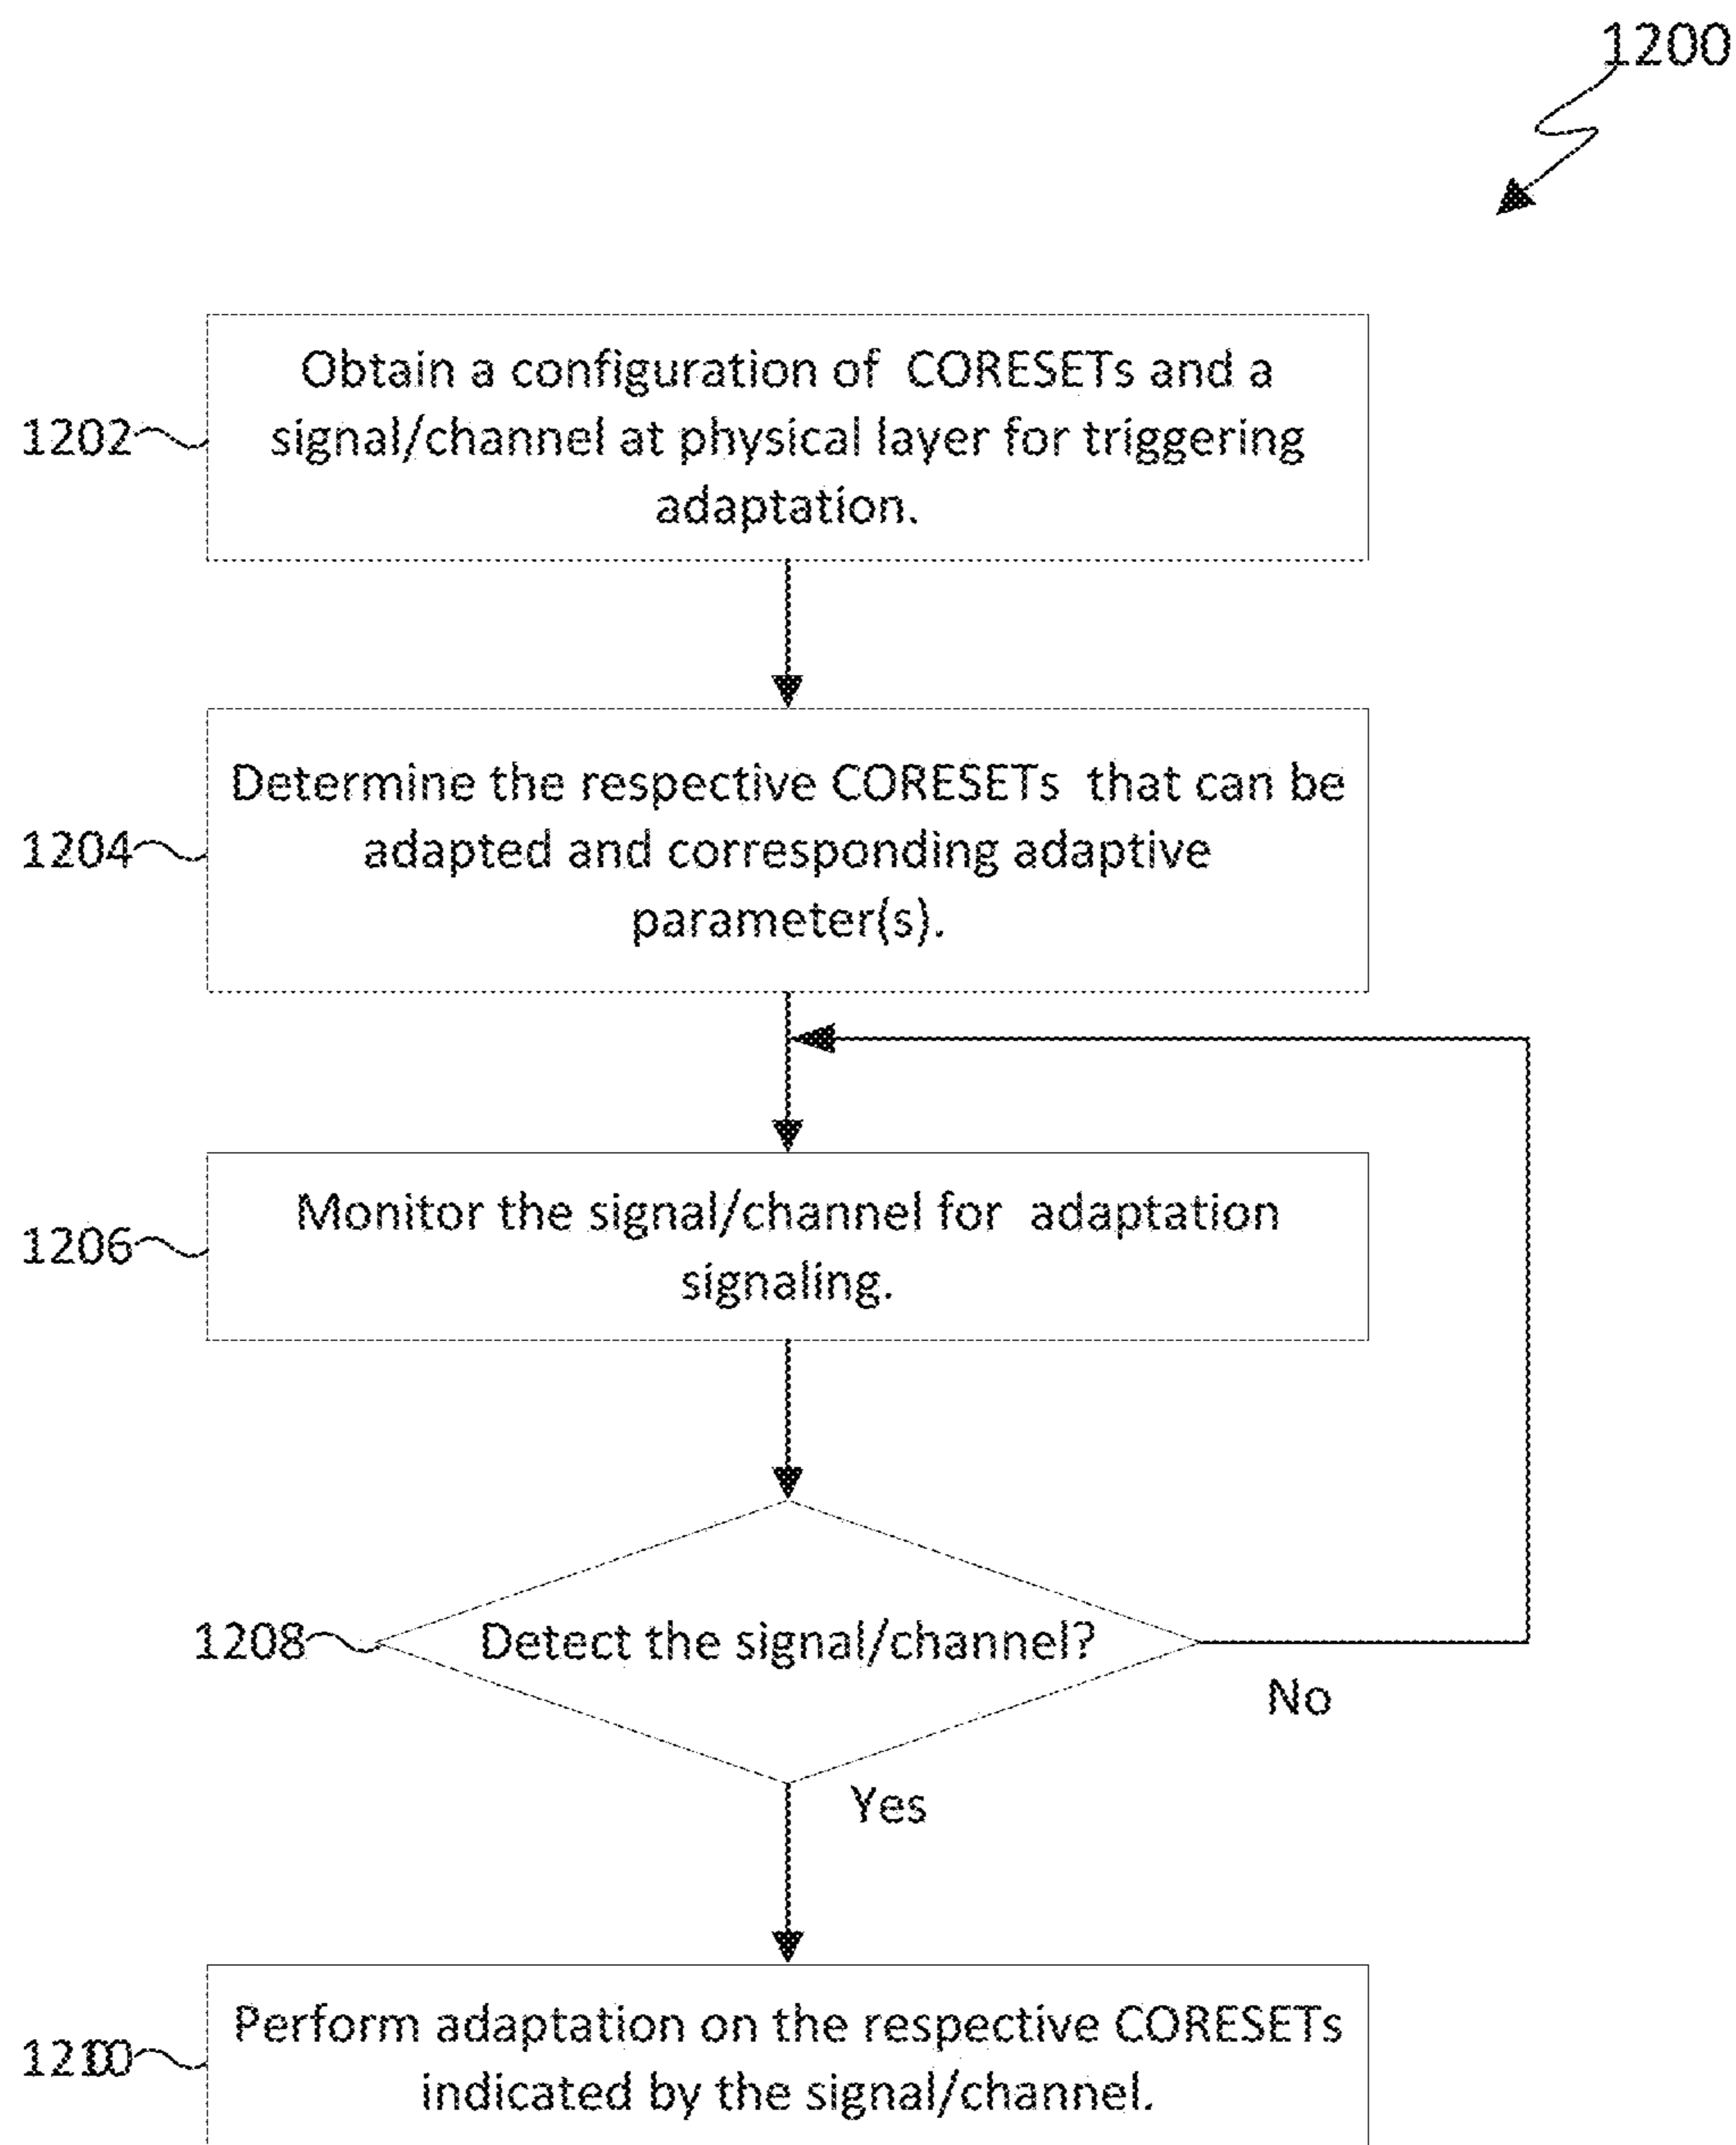 1200
Obtain a configuration of CORESETs and a
signal/channel at physical layer for triggering
adaptation.
1202
Determine the respective CORESETs that can be
adapted and corresponding adaptive
parameter(s).
1204
Monitor the signal/channel for adaptation
signaling.
1206
1208
Detect the signal/channel?
No
Yes
Perform adaptation on the respective CORESETs
indicated by the signal/channel.